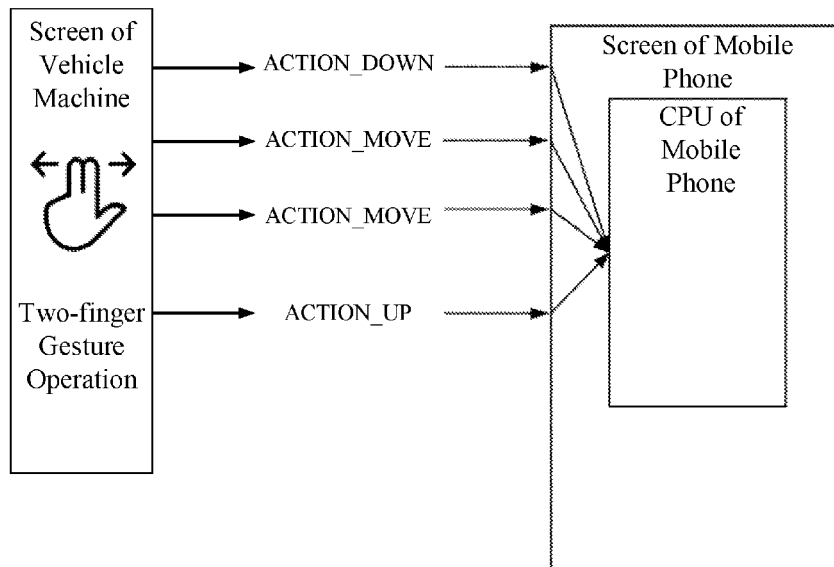 Screen of
Vehicle
Machine
Two-finger
Gesture
Operation
ACTION_DOWN
ACTION_MOVE
ACTION_MOVE
ACTION_UP
Screen of Mobile
Phone
CPU of
Mobile
Phone